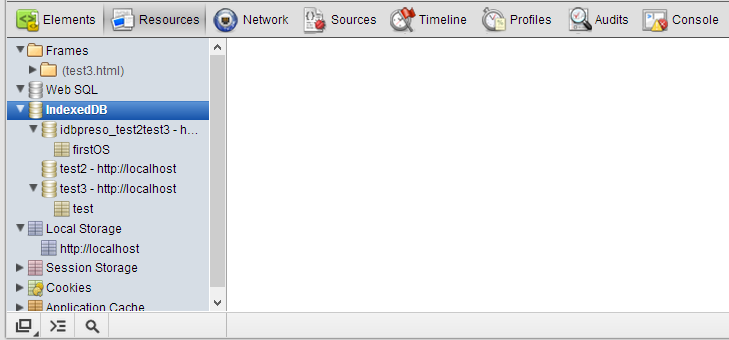 Elements Resources Network Sources Timeline Profiles Audits Console
Frames
(test3.html)
Web SQL
IndexedDB
idbpreso_test2test3 - h...
firstOS
test2 - http://localhost
test3 - http://localhost
test
Local Storage
http://localhost
Session Storage
Cookies
Application Cache